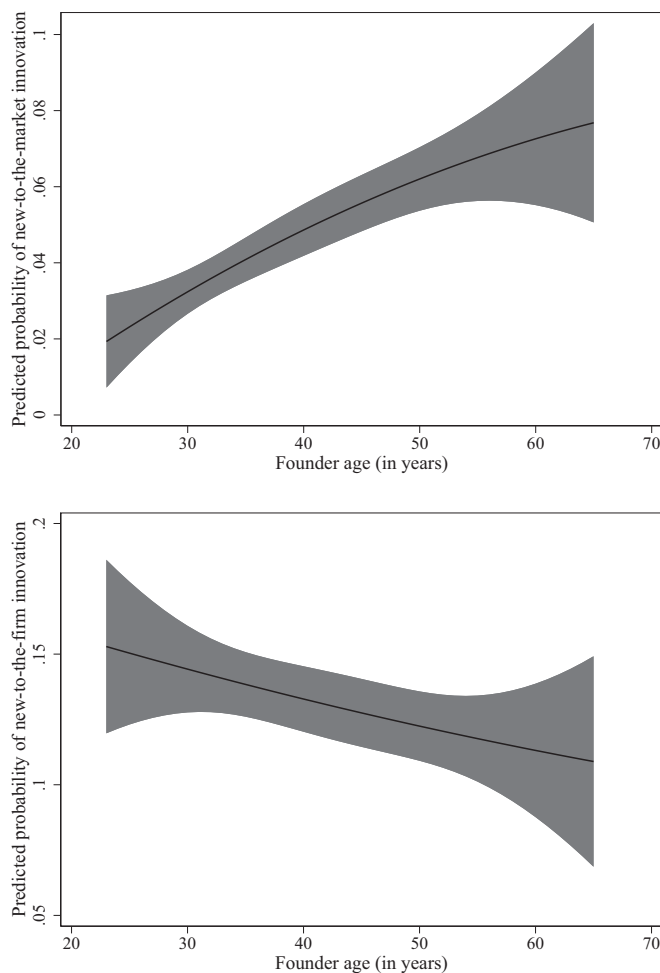 Predicted probability of new-to-the-market innovation
.1
.08
.06
.04
.02
0
20 30 40 50 60 70
Founder age (in years)
Predicted probability of new-to-the-firm innovation
.2
.15
.1
.05
20 30 40 50 60 70
Founder age (in years)